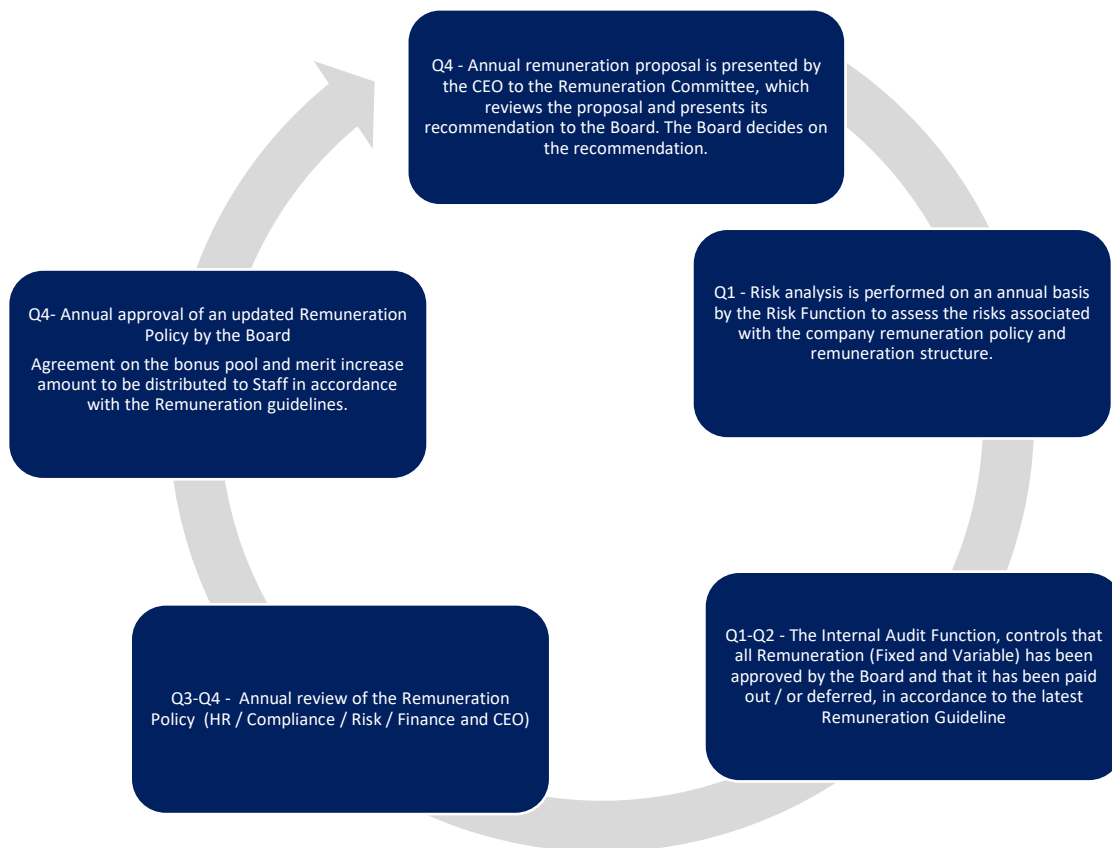 Q4 - Annual remuneration proposal is presented by
the CEO to the Remuneration Committee, which
reviews the proposal and presents its
recommendation to the Board. The Board decides on
the recommendation.
Q1 - Risk analysis is performed on an annual basis
by the Risk Function to assess the risks associated
with the company remuneration policy and
remuneration structure.
Q1-Q2 - The Internal Audit Function, controls that
all Remuneration (Fixed and Variable) has been
approved by the Board and that it has been paid
out / or deferred, in accordance to the latest
Remuneration Guideline
Q3-Q4 - Annual review of the Remuneration
Policy (HR / Compliance / Risk / Finance and CEO)
Q4- Annual approval of an updated Remuneration
Policy by the Board
Agreement on the bonus pool and merit increase
amount to be distributed to Staff in accordance
with the Remuneration guidelines.